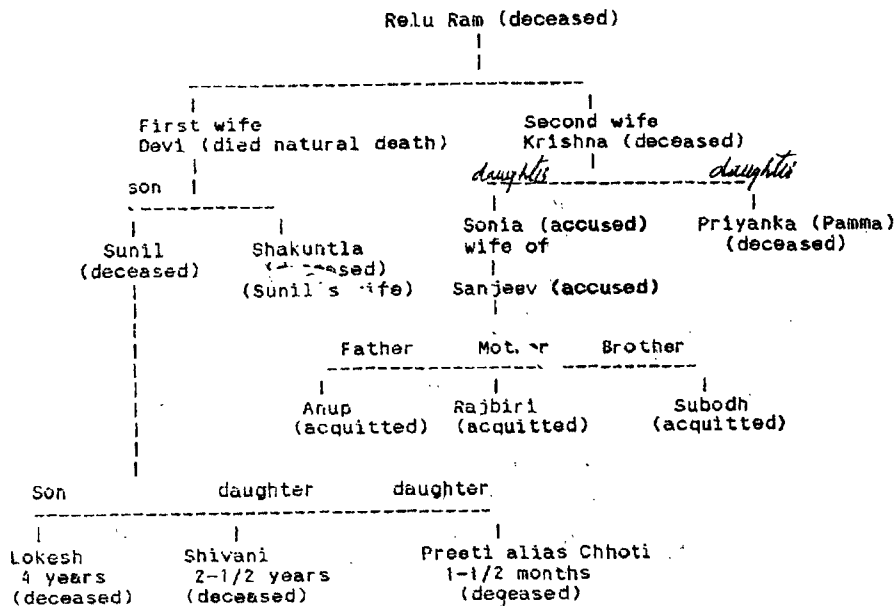 Relu Ram (deceased)
First wife
Devi (died natural death)
Second wife
Krishna (deceased)
son
daughter
daughter
Sunil
(deceased)
Shakuntla
(deceased)
(Sunil's wife)
Sonia (accused)
wife of
Sanjeev (accused)
Priyanka (Pamma)
(deceased)
Father Mother Brother
Anup
(acquitted)
Rajbiri
(acquitted)
Subodh
(acquitted)
Son daughter daughter
Lokesh
4 years
(deceased)
Shivani
2-1/2 years
(deceased)
Preeti alias Chhoti
1-1/2 months
(deceased)